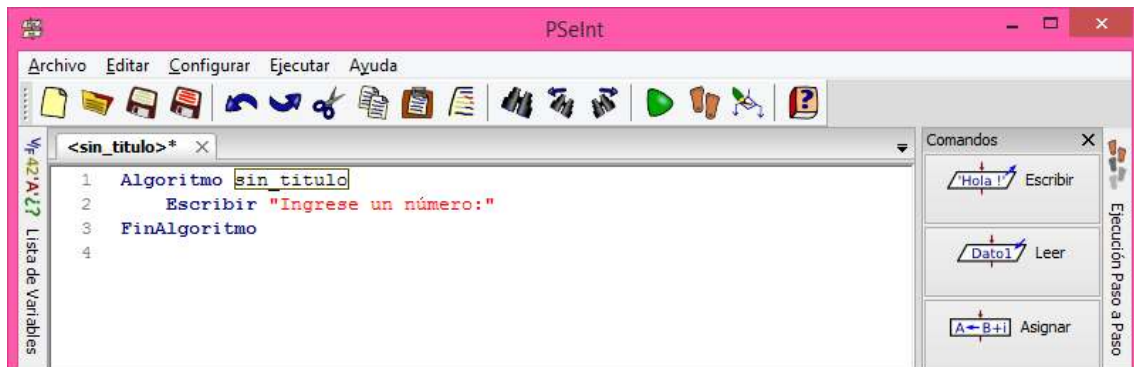 PSeInt
Archivo Editar Configurar Ejecutar Ayuda
<sin_titulo>* ×
1 Algoritmo sin_titulo
2 Escribir "Ingrese un número:"
3 FinAlgoritmo
4
Lista de Variables
42 'A' ¿?
Comandos X
'Hola !' Escribir
Dato1 Leer
A←B+i Asignar
Ejecución Paso a Paso